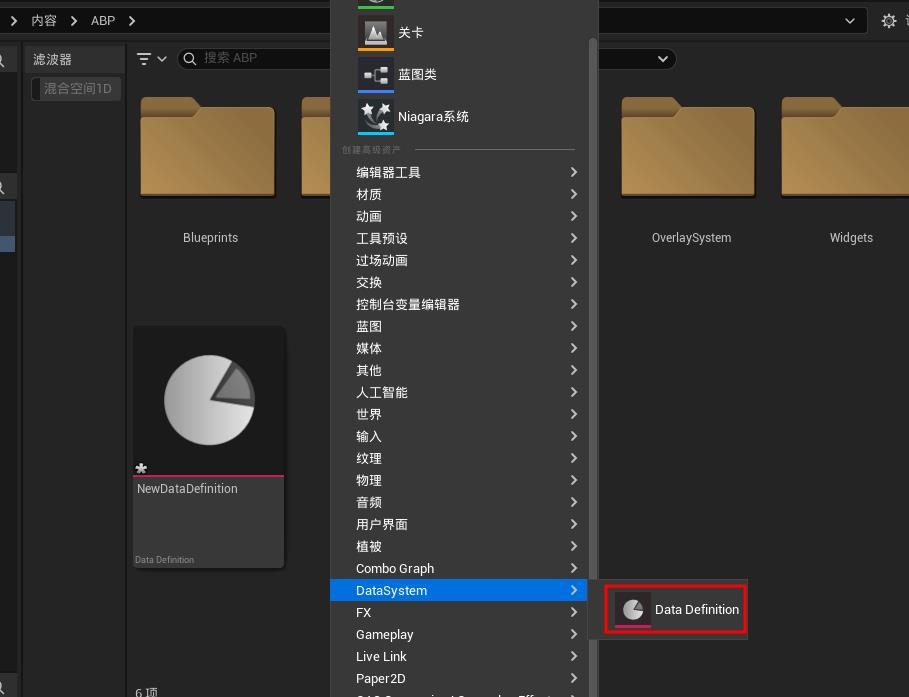 内容
ABP
滤波器
混合空间1D
搜索 ABP
关卡
蓝图类
Niagara系统
创建高级资产
编辑器工具
材质
动画
工具预设
过场动画
交换
控制台变量编辑器
蓝图
媒体
其他
人工智能
世界
输入
纹理
物理
音频
用户界面
植被
Combo Graph
DataSystem
FX
Gameplay
Live Link
Paper2D
Data Definition
Blueprints
OverlaySystem
Widgets
NewDataDefinition
Data Definition
6 项